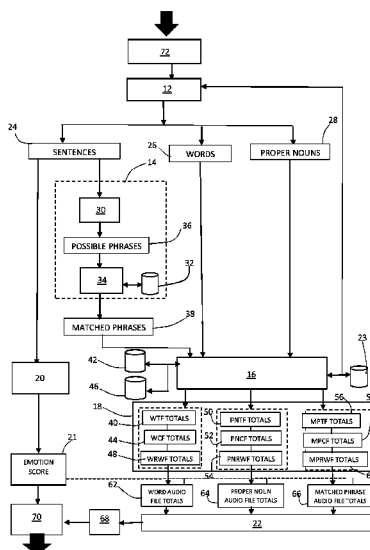 72
12
24
SENTENCES
26
WORDS
28
PROPER NOUNS
14
30
36
POSSIBLE PHRASES
34
32
MATCHED PHRASES
38
42
16
23
46
20
18
WTF TOTALS
40
WCF TOTALS
44
WRWF TOTALS
48
50
PNTF TOTALS
52
PNCF TOTALS
PNRWF TOTALS
54
56
MPTF TOTALS
MPCF TOTALS
MPRWF TOTALS
21
EMOTION
SCORE
62
WORD AUDIO
FILE TOTALS
64
PROPER NOUN
AUDIO FILE TOTALS
66
MATCHED PHRASE
AUDIO FILE TOTALS
70
68
22